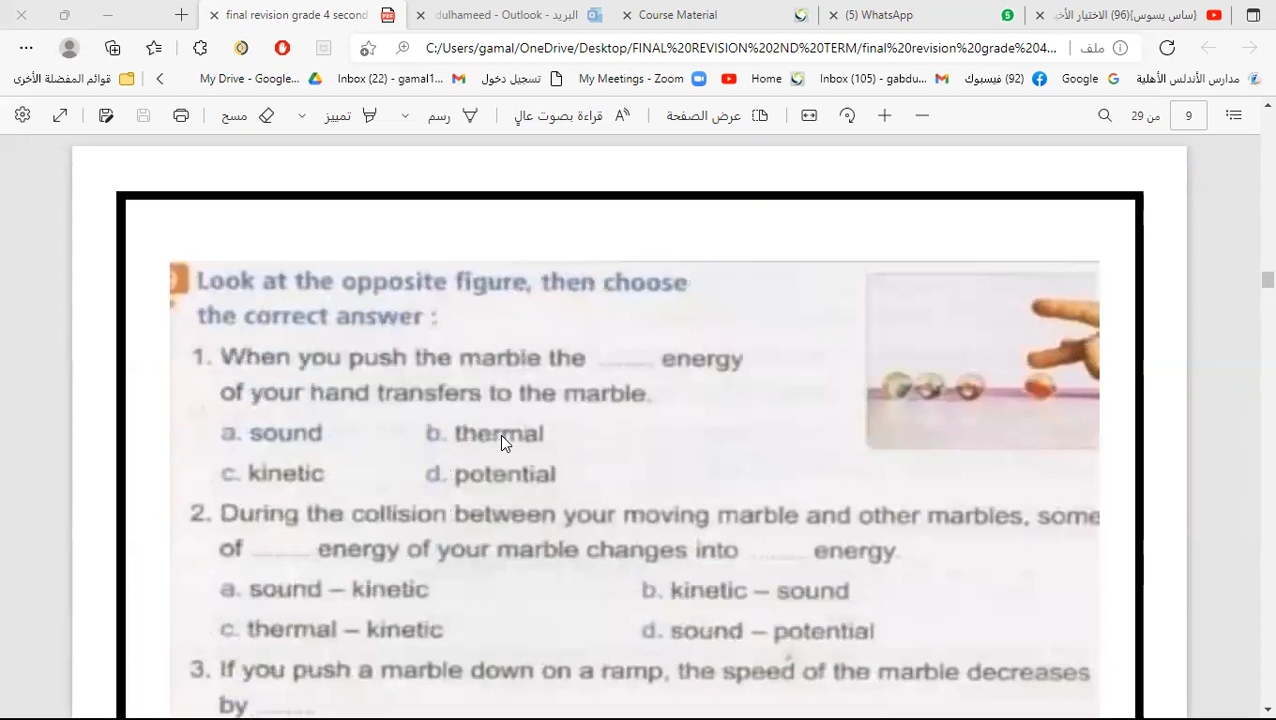 final revision grade 4 second
البريد - dulhameed - Outlook
Course Material
(5) WhatsApp
5
(96) الاختبار الأخير}{ساس يسوس}
C:/Users/gamal/OneDrive/Desktop/FINAL%20REVISION%202ND%20TERM/final%20revision%20grade%204...
ملف
قوائم المفضلة الأخرى
My Drive - Google...
Inbox (22) - gamal1...
تسجيل دخول
My Meetings - Zoom
Home
Inbox (105) - gabdu...
(92) فيسبوك
Google
مدارس الأندلس الأهلية
مسح
تمييز
رسم
قراءة بصوت عالٍ
عرض الصفحة
من 29
9
Look at the opposite figure, then choose
the correct answer :
1. When you push the marble the ........ energy
of your hand transfers to the marble.
a. sound b. thermal
c. kinetic d. potential
2. During the collision between your moving marble and other marbles, some
of ........ energy of your marble changes into ........ energy.
a. sound – kinetic b. kinetic – sound
c. thermal – kinetic d. sound – potential
3. If you push a marble down on a ramp, the speed of the marble decreases
by ........